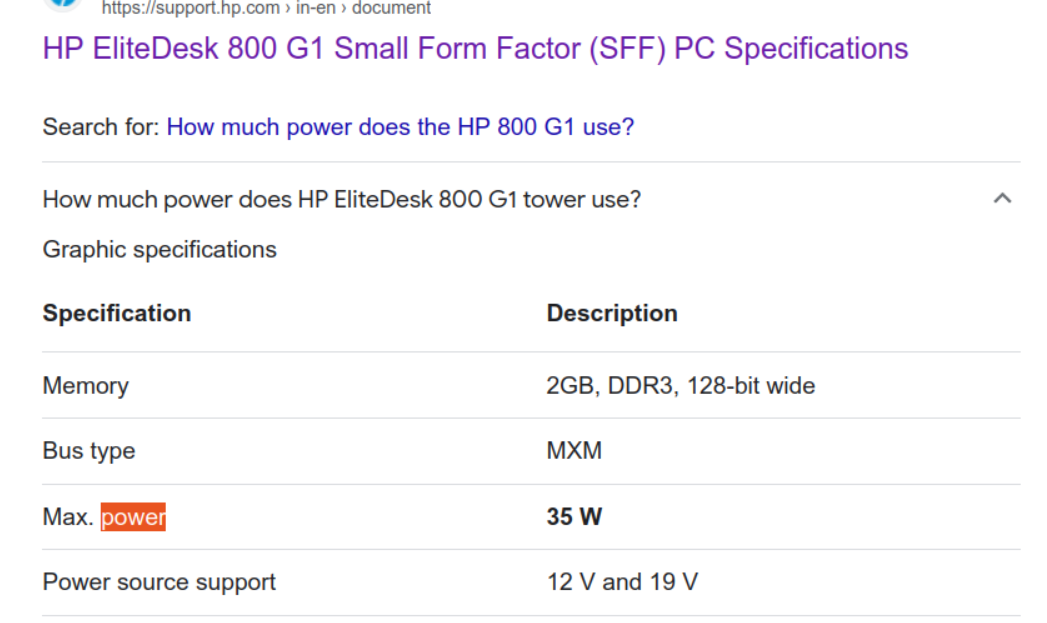 https://support.hp.com › in-en › document
HP EliteDesk 800 G1 Small Form Factor (SFF) PC Specifications
Search for: How much power does the HP 800 G1 use?
How much power does HP EliteDesk 800 G1 tower use?
Graphic specifications
Specification Description
Memory 2GB, DDR3, 128-bit wide
Bus type MXM
Max. power 35 W
Power source support 12 V and 19 V